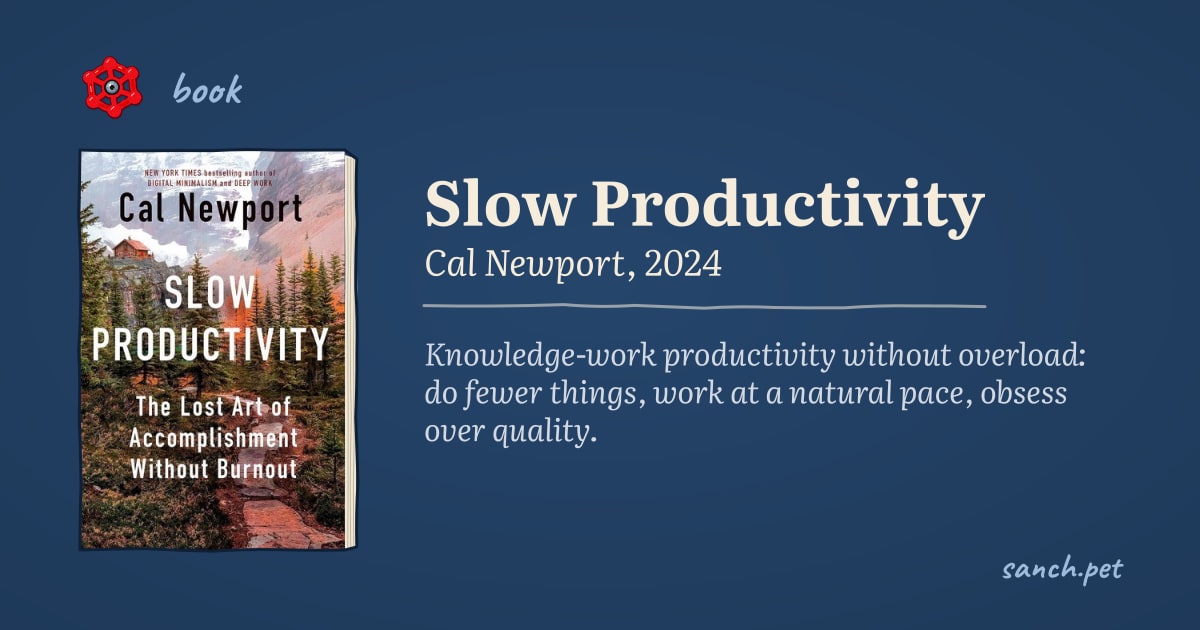 book
NEW YORK TIMES bestselling author of
DIGITAL MINIMALISM and DEEP WORK
Cal Newport
SLOW
PRODUCTIVITY
The Lost Art of
Accomplishment
Without Burnout
Slow Productivity
Cal Newport, 2024
Knowledge-work productivity without overload:
do fewer things, work at a natural pace, obsess
over quality.
sanch.pet